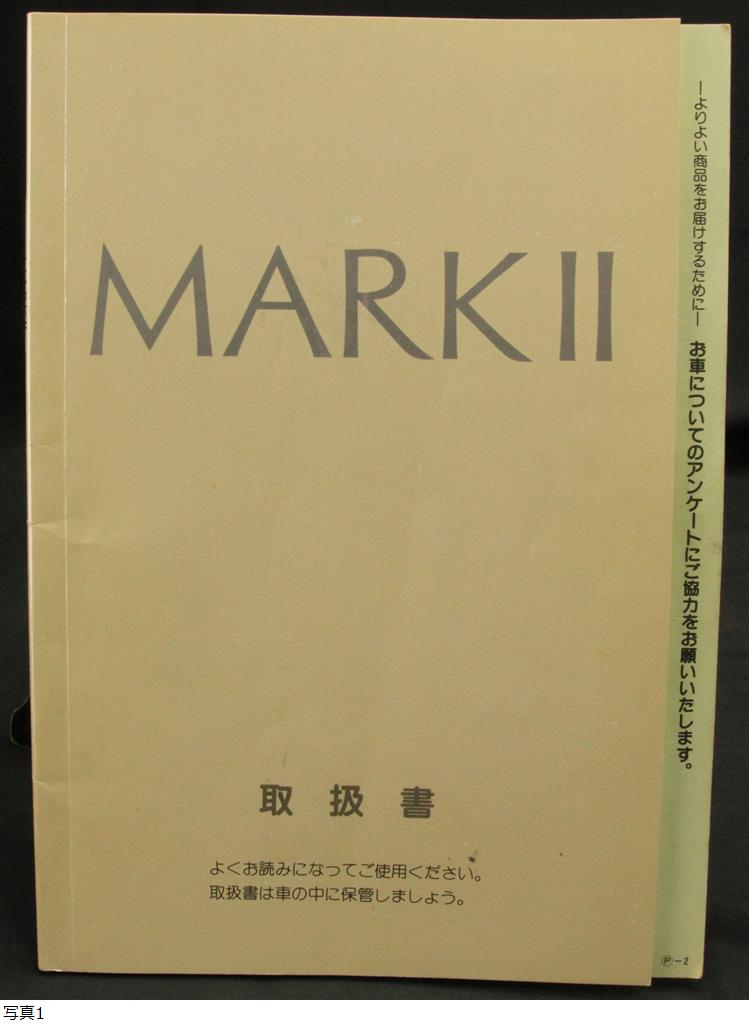 MARK II
取扱書
よくお読みになってご使用ください。
取扱書は車の中に保管しましょう。
―よりよい商品をお届けするために― お車についてのアンケートにご協力をお願いいたします。
Ⓟ−2
写真1